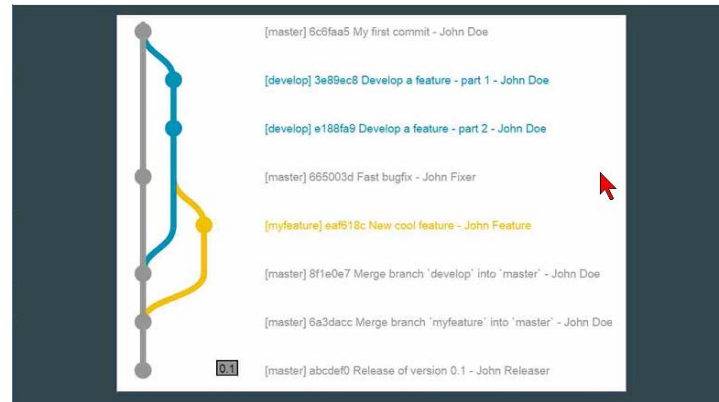 [master] 6c6faa5 My first commit - John Doe
[develop] 3e89ec8 Develop a feature - part 1 - John Doe
[develop] e188fa9 Develop a feature - part 2 - John Doe
[master] 665003d Fast bugfix - John Fixer
[myfeature] eaf618c New cool feature - John Feature
[master] 8f1e0e7 Merge branch `develop` into `master` - John Doe
[master] 6a3dacc Merge branch `myfeature` into `master` - John Doe
0.1 [master] abcdef0 Release of version 0.1 - John Releaser